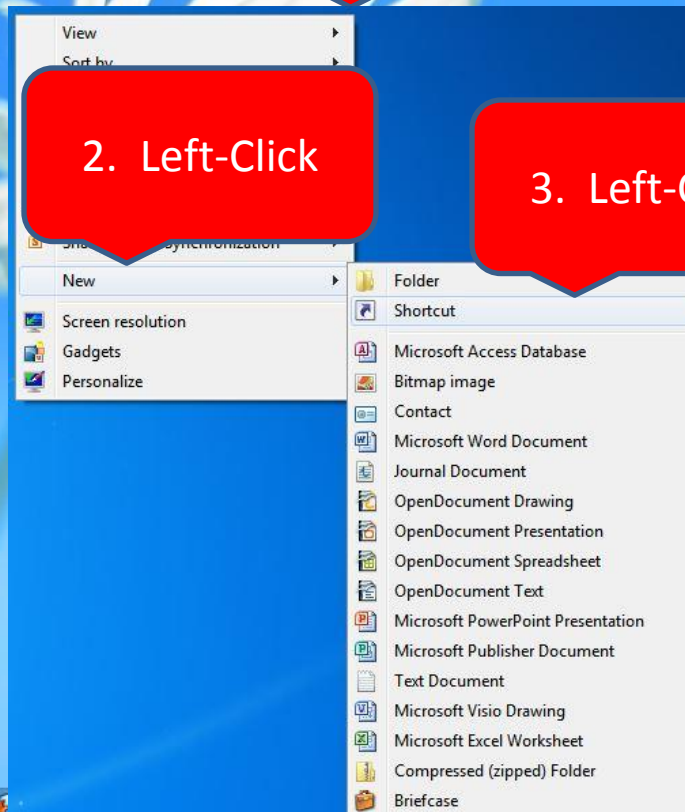 View
Sort by
2. Left-Click
3. Left-
New
Screen resolution
Gadgets
Personalize
Folder
Shortcut
Microsoft Access Database
Bitmap image
Contact
Microsoft Word Document
Journal Document
OpenDocument Drawing
OpenDocument Presentation
OpenDocument Spreadsheet
OpenDocument Text
Microsoft PowerPoint Presentation
Microsoft Publisher Document
Text Document
Microsoft Visio Drawing
Microsoft Excel Worksheet
Compressed (zipped) Folder
Briefcase